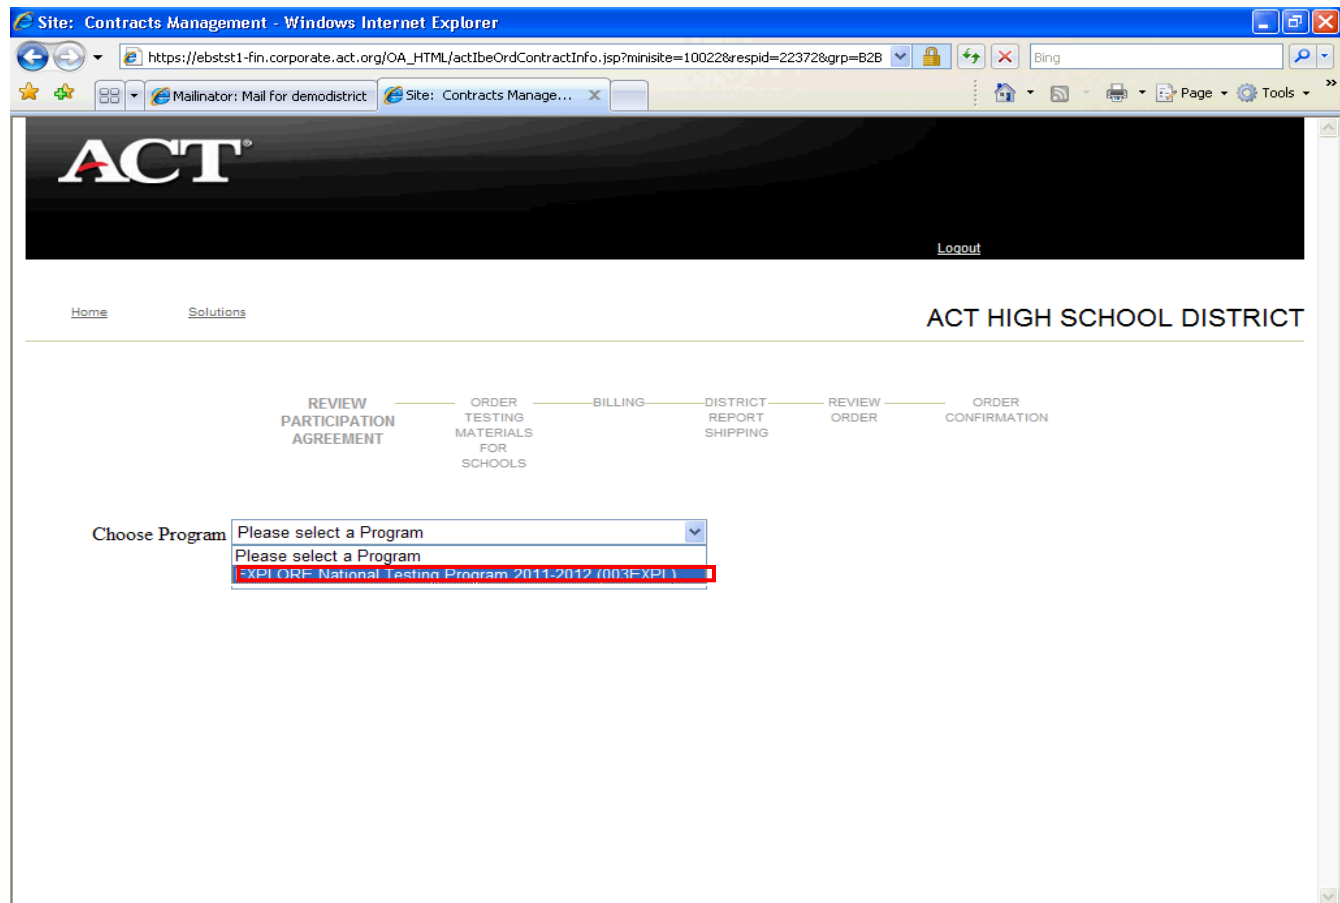 Site: Contracts Management - Windows Internet Explorer
https://ebstst1-fin.corporate.act.org/OA_HTML/actIbeOrdContractInfo.jsp?minisite=10022&respid=22372&grp=B2B
Bing
Mailinator: Mail for demodistrict
Site: Contracts Manage...
Page
Tools
ACT®
Logout
Home
Solutions
ACT HIGH SCHOOL DISTRICT
REVIEW
PARTICIPATION
AGREEMENT
ORDER
TESTING
MATERIALS
FOR
SCHOOLS
BILLING
DISTRICT
REPORT
SHIPPING
REVIEW
ORDER
ORDER
CONFIRMATION
Choose Program
Please select a Program
Please select a Program
EXPLORE National Testing Program 2011-2012 (003EXPL)